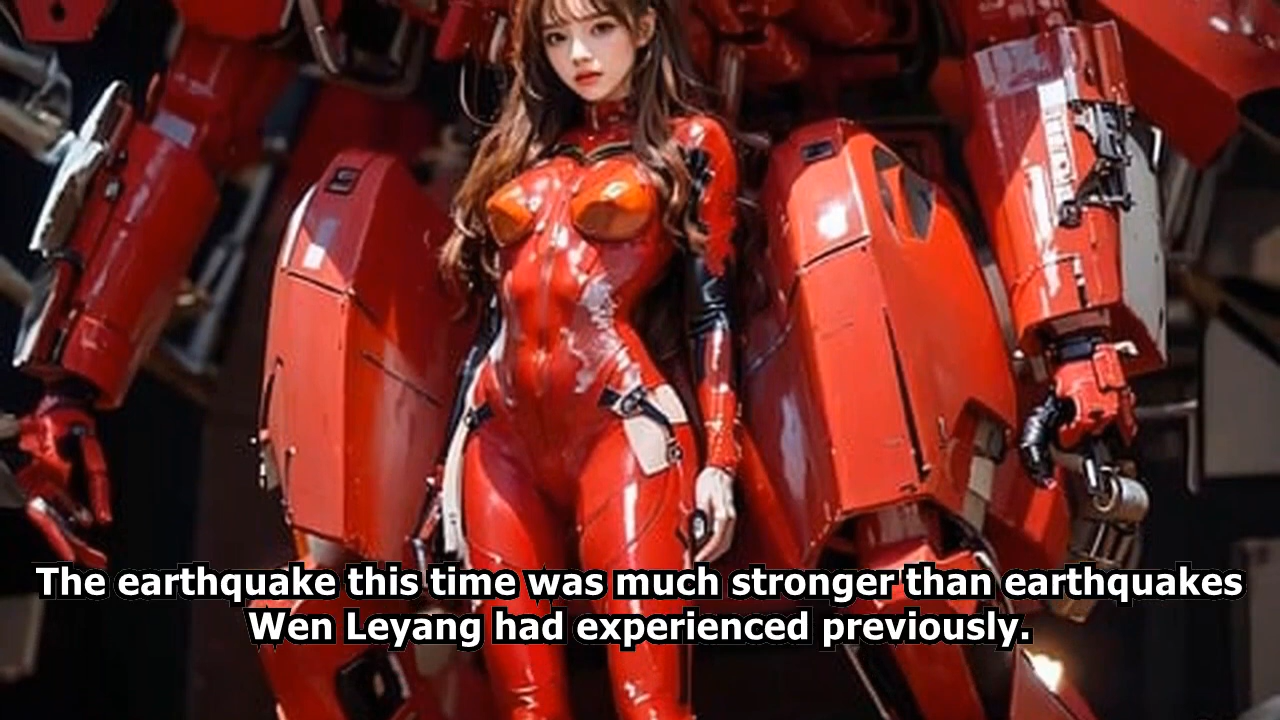 The earthquake this time was much stronger than earthquakes
Wen Leyang had experienced previously.